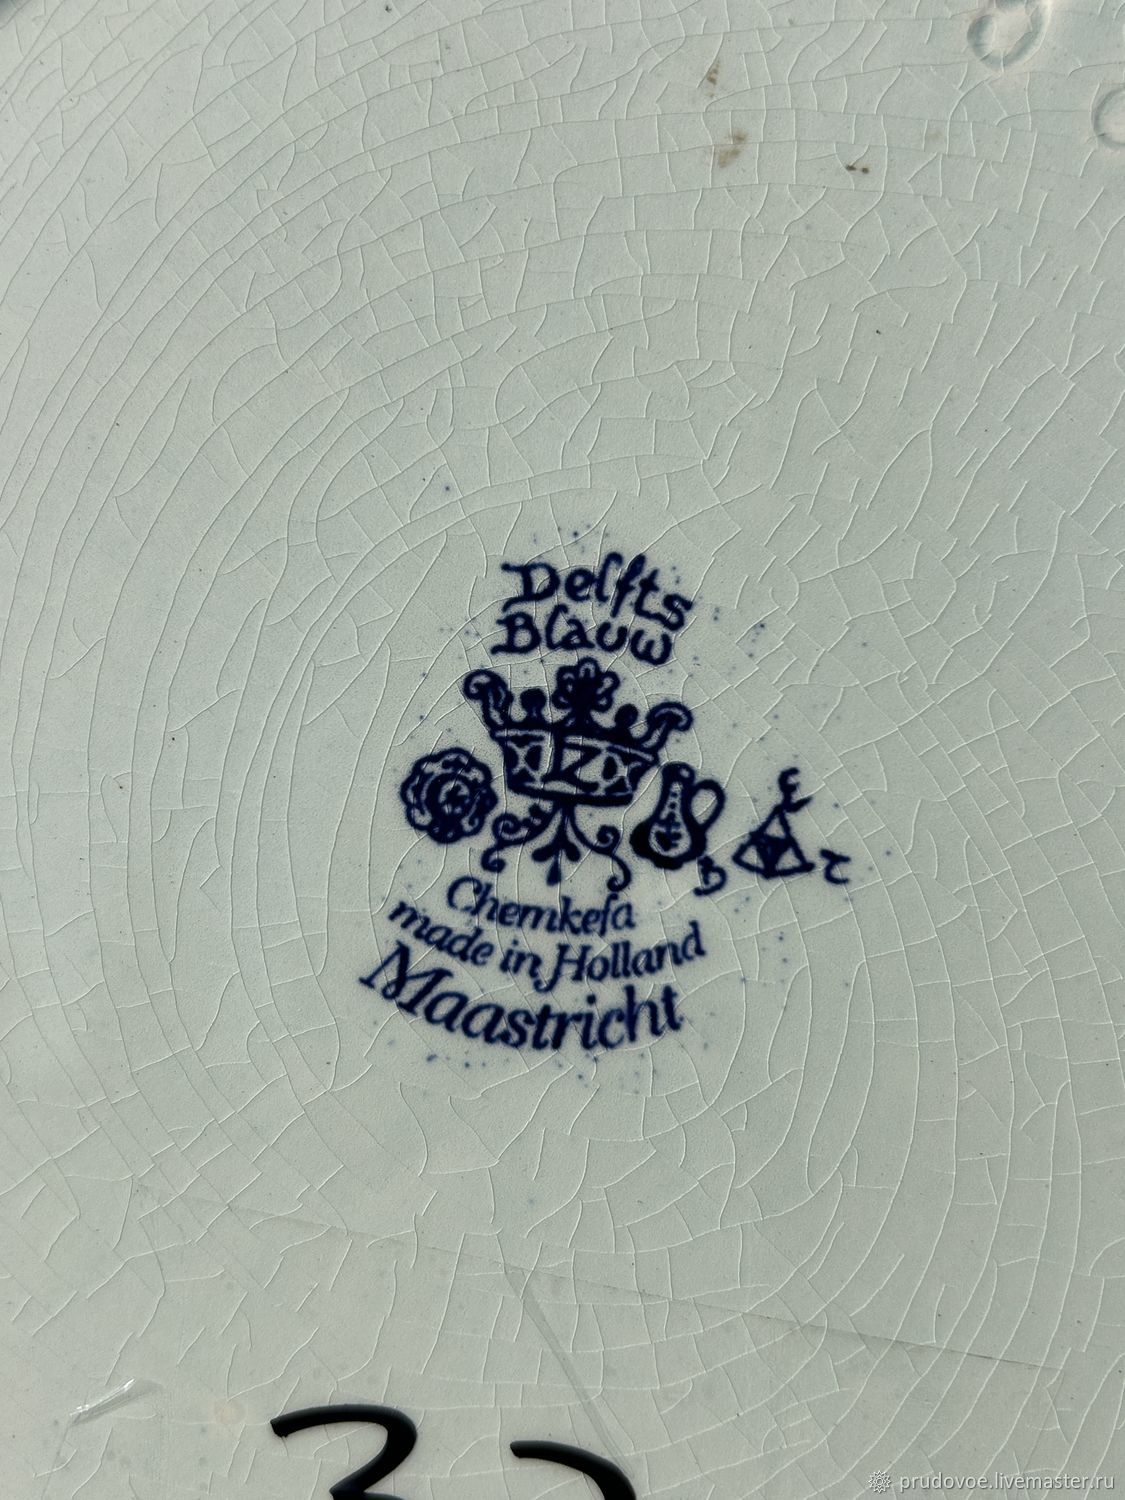 Delfts
Blauw
Z
B
E
T
Chemkefa
made in Holland
Maastricht
prudovoe.livemaster.ru